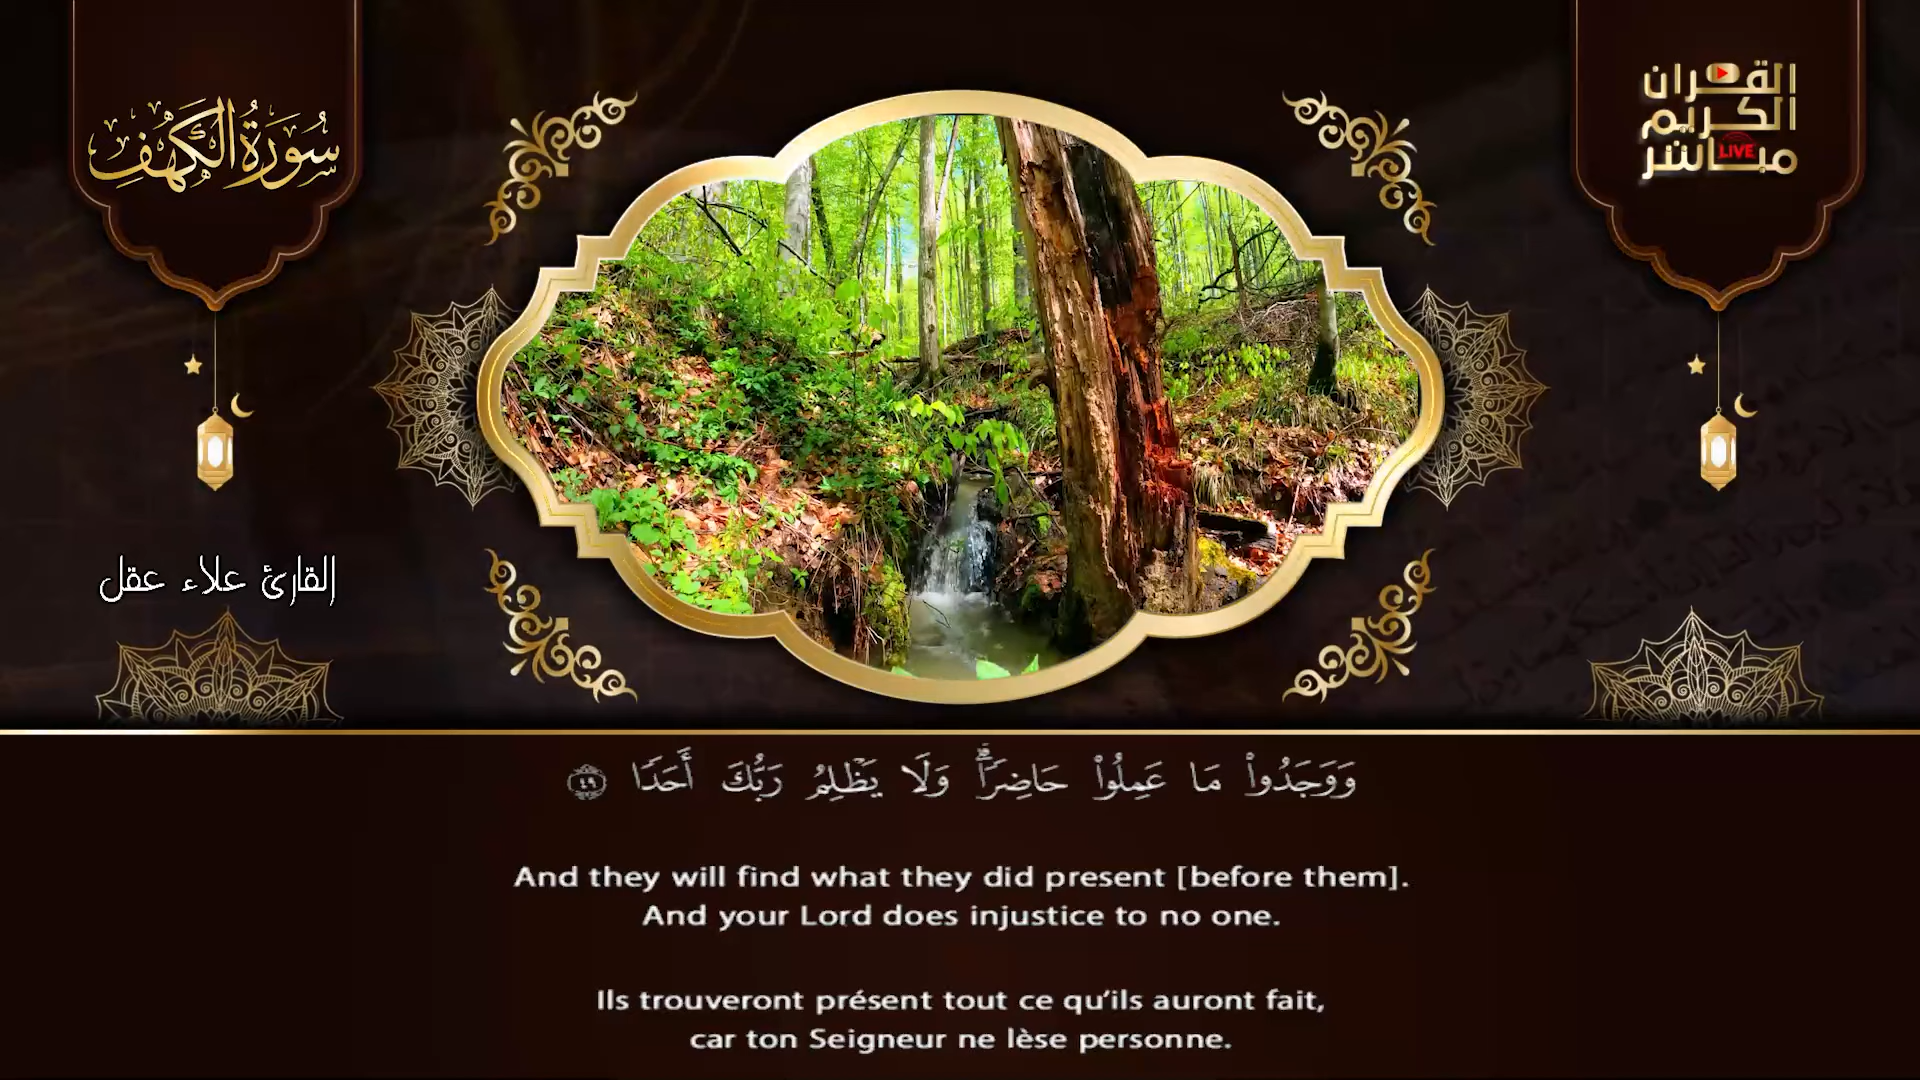 سُورَةُ الكَهْفِ
القرآن
الكريم
مباشر
LIVE
القارئ علاء عقل
وَوَجَدُوا۟ مَا عَمِلُوا۟ حَاضِرًۭا ۗ وَلَا يَظْلِمُ رَبُّكَ أَحَدًۭا ٤٩
And they will find what they did present [before them].
And your Lord does injustice to no one.
Ils trouveront présent tout ce qu’ils auront fait,
car ton Seigneur ne lèse personne.